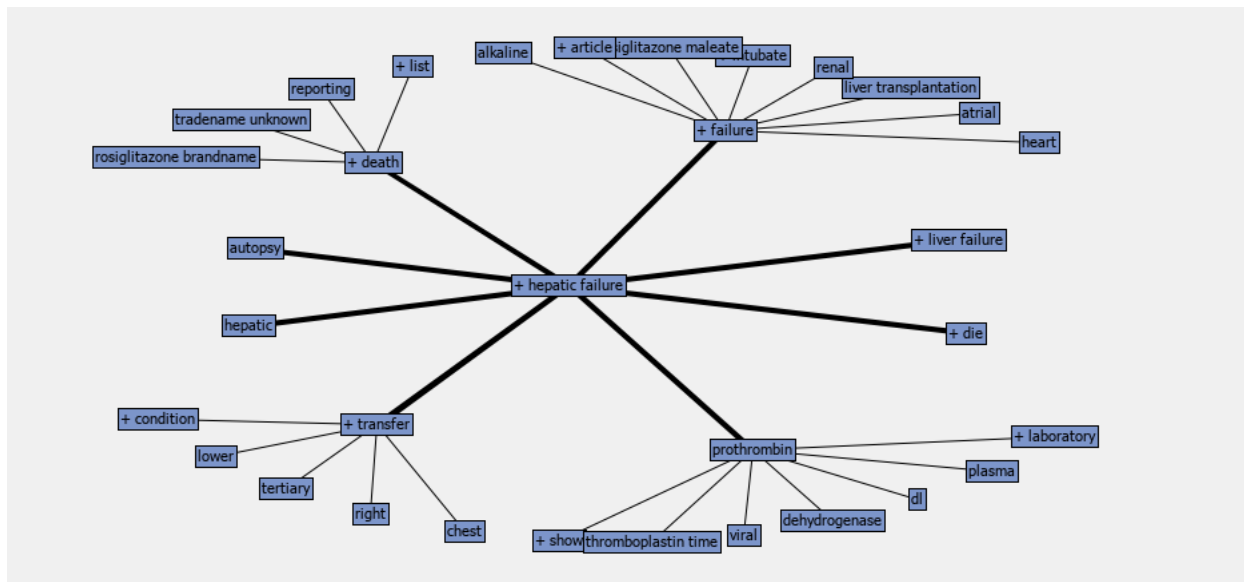 alkaline
+ article
iglitazone maleate
tubate
+ list
renal
reporting
liver transplantation
atrial
tradename unknown
+ failure
heart
rosiglitazone brandname
+ death
+ liver failure
autopsy
+ hepatic failure
hepatic
+ die
+ condition
+ transfer
+ laboratory
prothrombin
lower
plasma
tertiary
dl
right
dehydrogenase
chest
viral
+ show
thromboplastin time